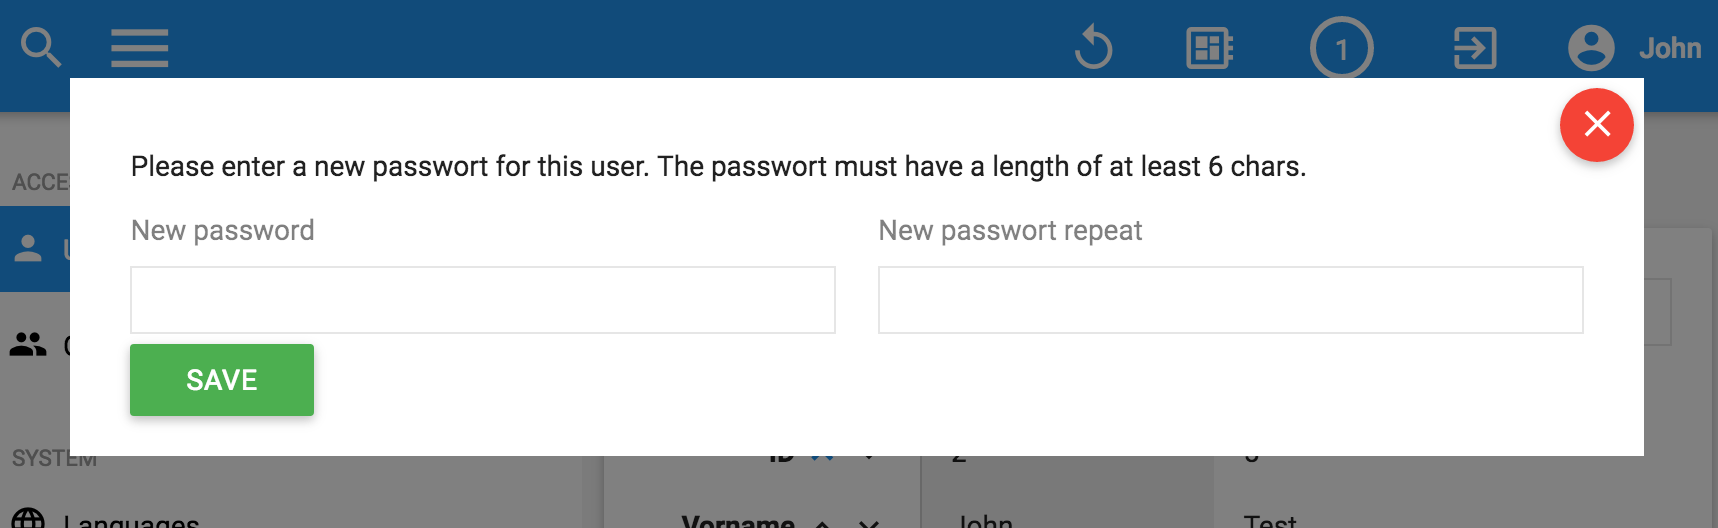 1
John
Please enter a new passwort for this user. The passwort must have a length of at least 6 chars.
New password
New passwort repeat
SAVE
SYSTEM
ID
Languages
Vorname
John
Test